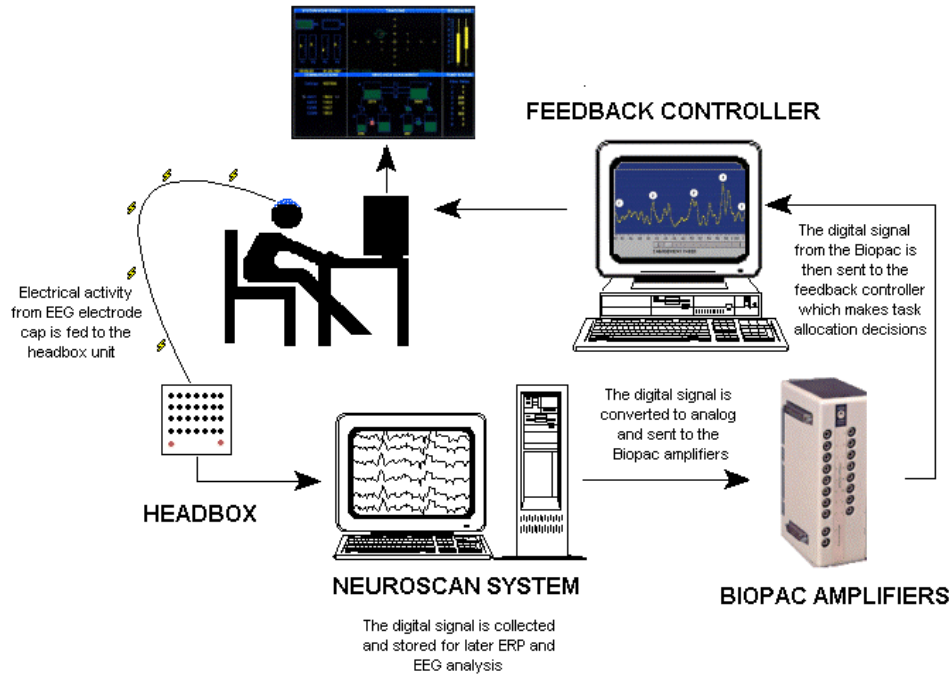 FEEDBACK CONTROLLER
The digital signal
from the Biopac is
then sent to the
feedback controller
which makes task
allocation decisions
Electrical activity
from EEG electrode
cap is fed to the
headbox unit
The digital signal is
converted to analog
and sent to the
Biopac amplifiers
HEADBOX
NEUROSCAN SYSTEM
BIOPAC AMPLIFIERS
The digital signal is collected
and stored for later ERP and
EEG analysis